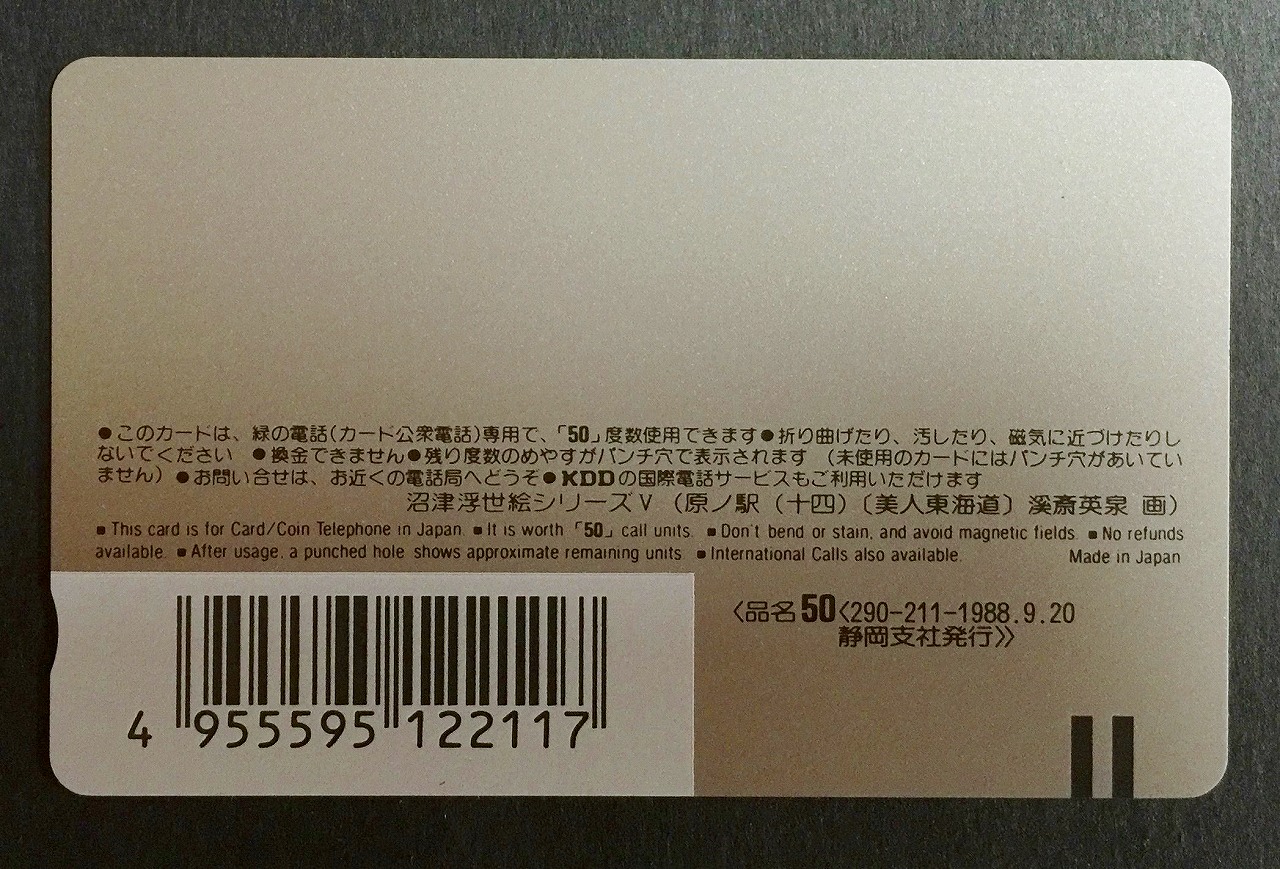 ●このカードは、緑の電話(カード公衆電話)専用で、「50」度数使用できます●折り曲げたり、汚したり、磁気に近づけたりし
ないでください ●換金できません●残り度数のめやすがパンチ穴で表示されます (未使用のカードにはパンチ穴があいてい
ません)●お問い合せは、お近くの電話局へどうぞ●KDDの国際電話サービスもご利用いただけます
沼津浮世絵シリーズⅤ(原ノ駅(十四)〔美人東海道〕渓斎英泉 画)
■This card is for Card/Coin Telephone in Japan. ■It is worth「50」call units. ■Don't bend or stain, and avoid magnetic fields. ■No refunds
available. ■After usage, a punched hole shows approximate remaining units ■International Calls also available. Made in Japan
〈品名50〈290-211-1988.9.20
静岡支社発行》
4 955595 122117